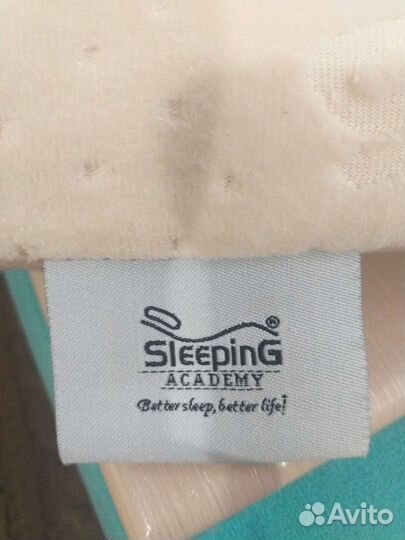 SleepinG®
ACADEMY
Better sleep, better life!
Avito